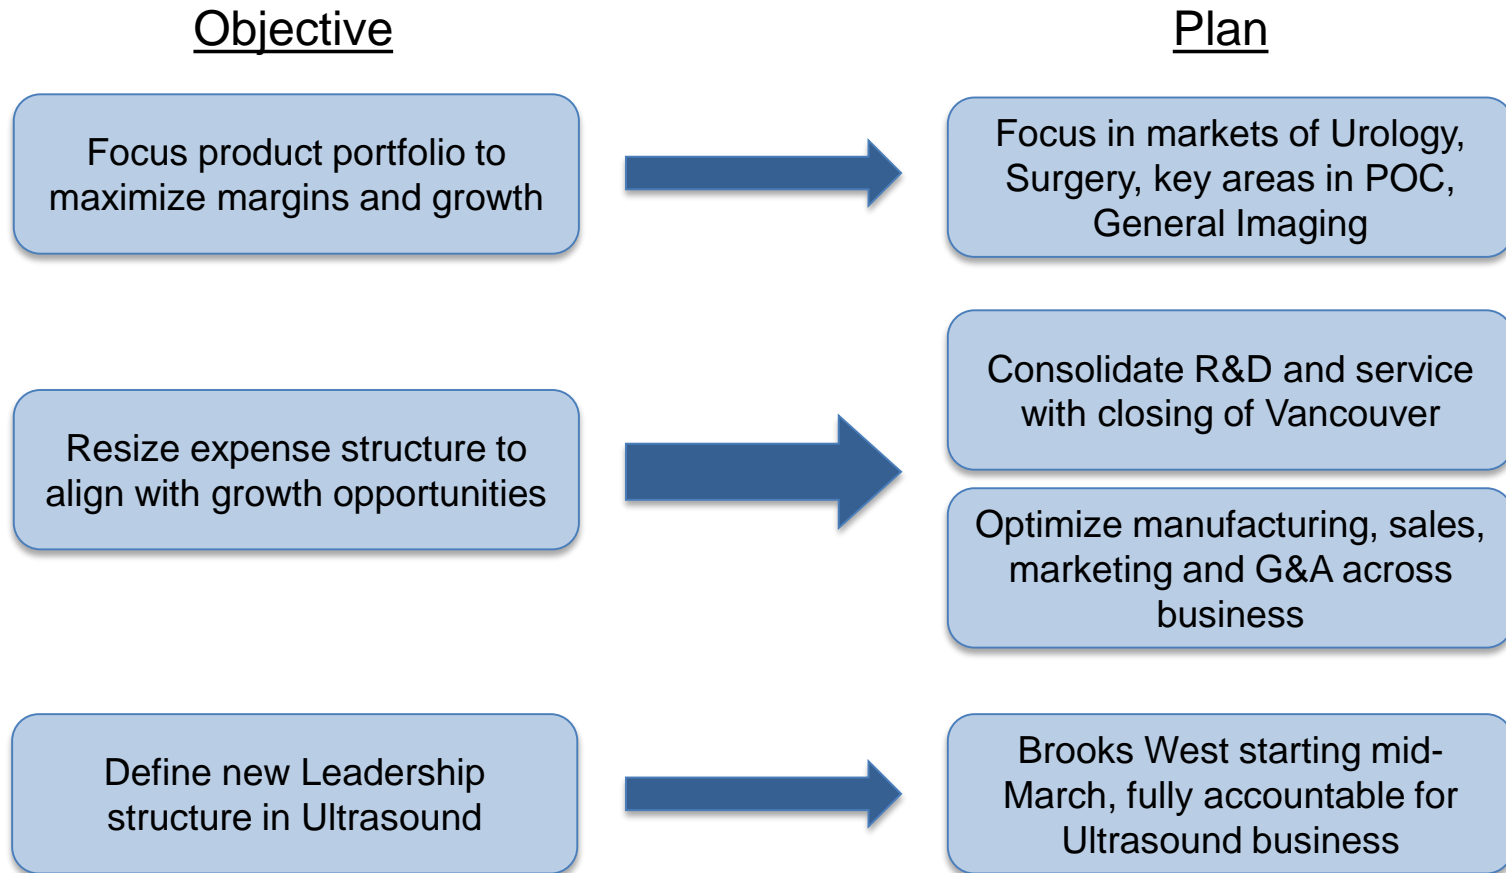 Objective
Plan
Focus product portfolio to
maximize margins and growth
Focus in markets of Urology,
Surgery, key areas in POC,
General Imaging
Resize expense structure to
align with growth opportunities
Consolidate R&D and service
with closing of Vancouver
Optimize manufacturing, sales,
marketing and G&A across
business
Define new Leadership
structure in Ultrasound
Brooks West starting mid-
March, fully accountable for
Ultrasound business